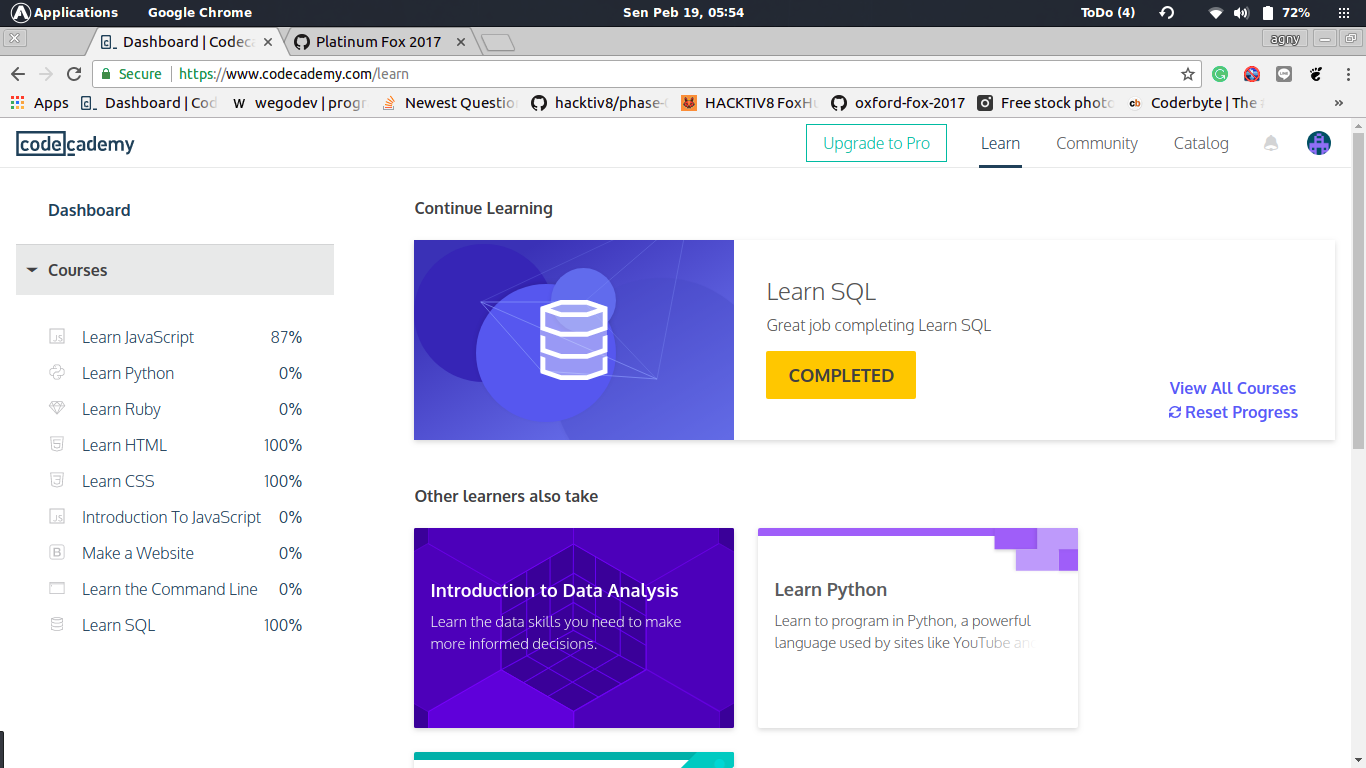 Applications Google Chrome Sen Peb 19, 05:54 ToDo (4) 72%
Dashboard | Codeca Platinum Fox 2017 agny
Secure https://www.codecademy.com/learn
Apps Dashboard | Cod wegodev | progr Newest Questio hacktiv8/phase- HACKTIV8 FoxHu oxford-fox-2017 Free stock photo Coderbyte | The »
codecademy Upgrade to Pro Learn Community Catalog
Dashboard
Courses
Learn JavaScript 87%
Learn Python 0%
Learn Ruby 0%
Learn HTML 100%
Learn CSS 100%
Introduction To JavaScript 0%
Make a Website 0%
Learn the Command Line 0%
Learn SQL 100%
Continue Learning
Learn SQL
Great job completing Learn SQL
COMPLETED
View All Courses
Reset Progress
Other learners also take
Introduction to Data Analysis
Learn the data skills you need to make
more informed decisions.
Learn Python
Learn to program in Python, a powerful
language used by sites like YouTube and